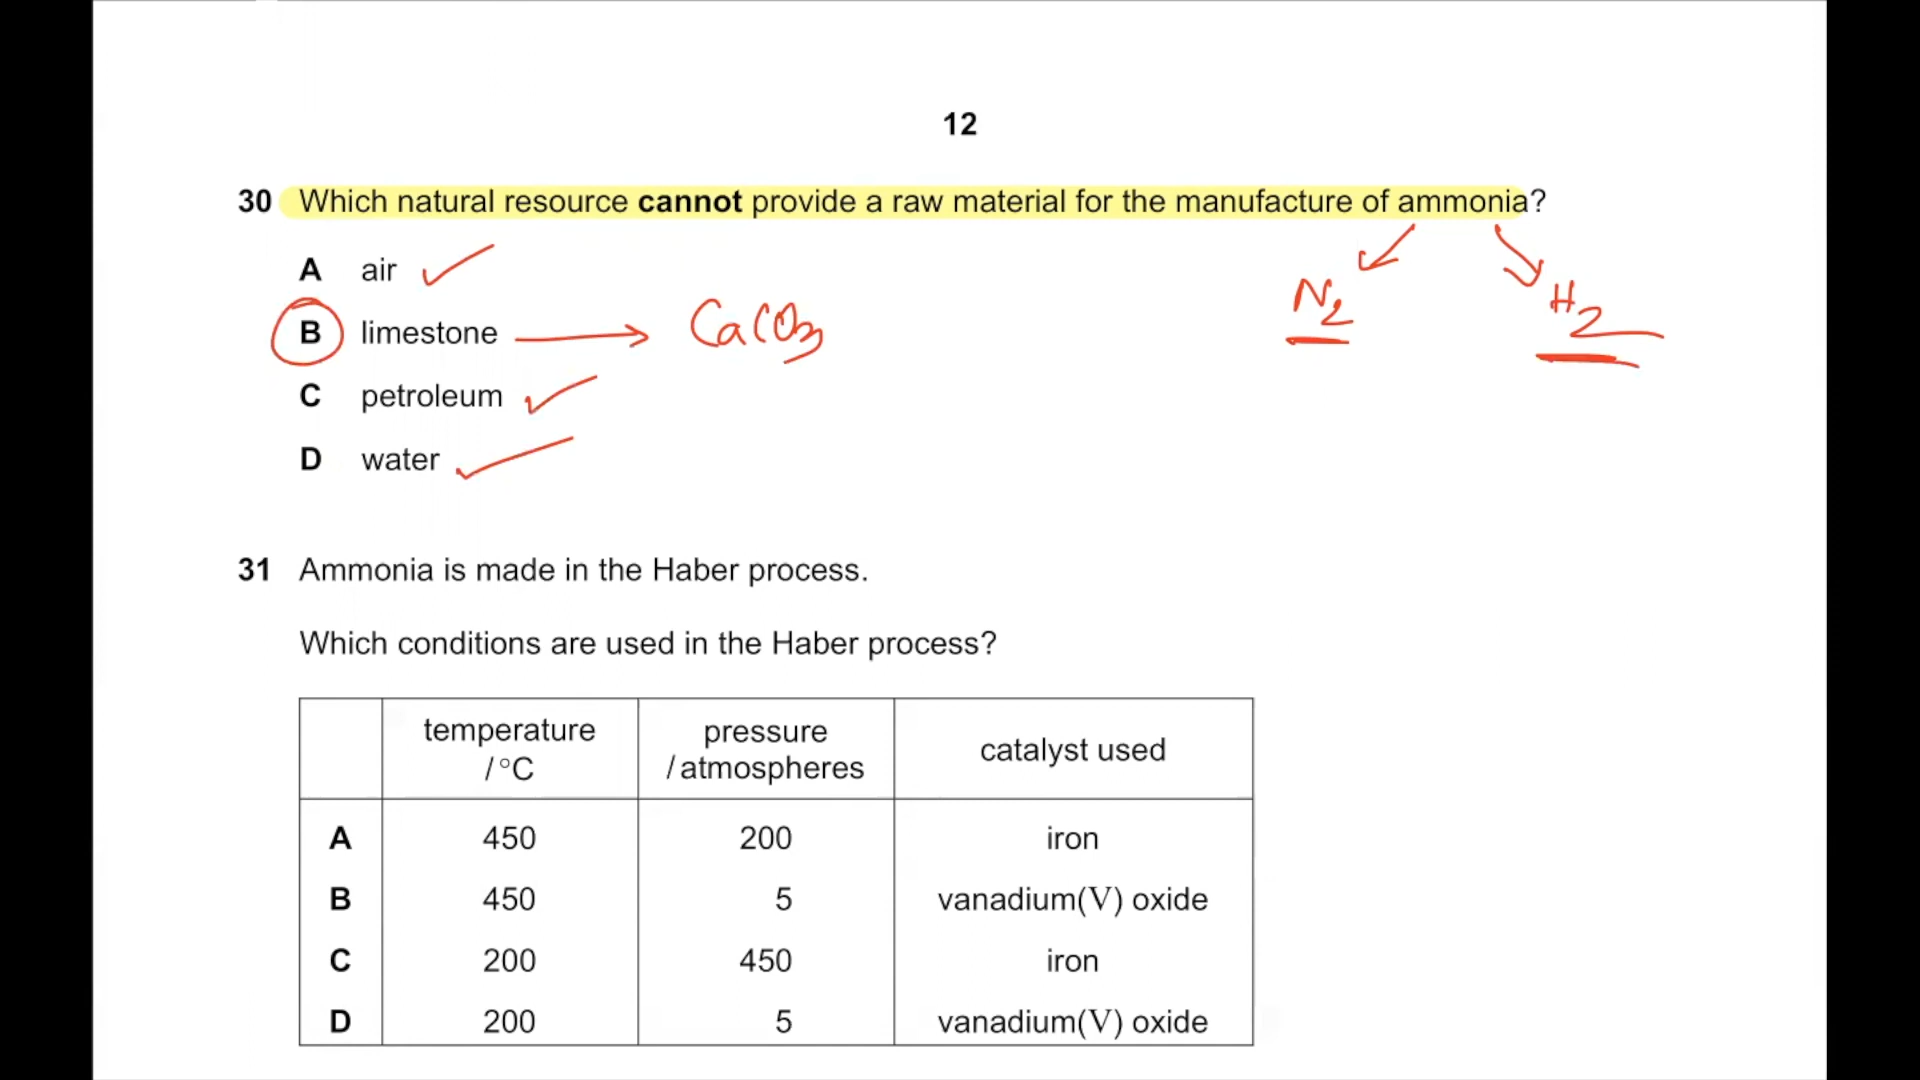 12
30 Which natural resource cannot provide a raw material for the manufacture of ammonia?
A air
N2 H2
B limestone CaCO3
C petroleum
D water
31 Ammonia is made in the Haber process.
Which conditions are used in the Haber process?
temperature /°C pressure /atmospheres catalyst used
A 450 200 iron
B 450 5 vanadium(V) oxide
C 200 450 iron
D 200 5 vanadium(V) oxide